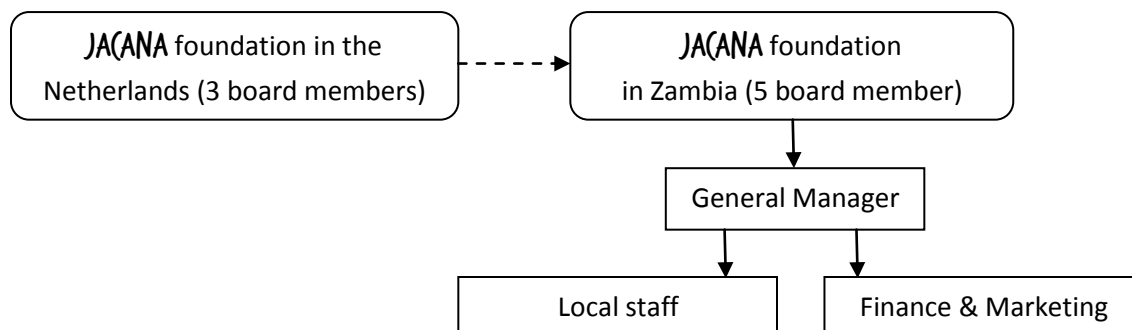 JACANA foundation in the
Netherlands (3 board members)
JACANA foundation
in Zambia (5 board member)
General Manager
Local staff
Finance & Marketing